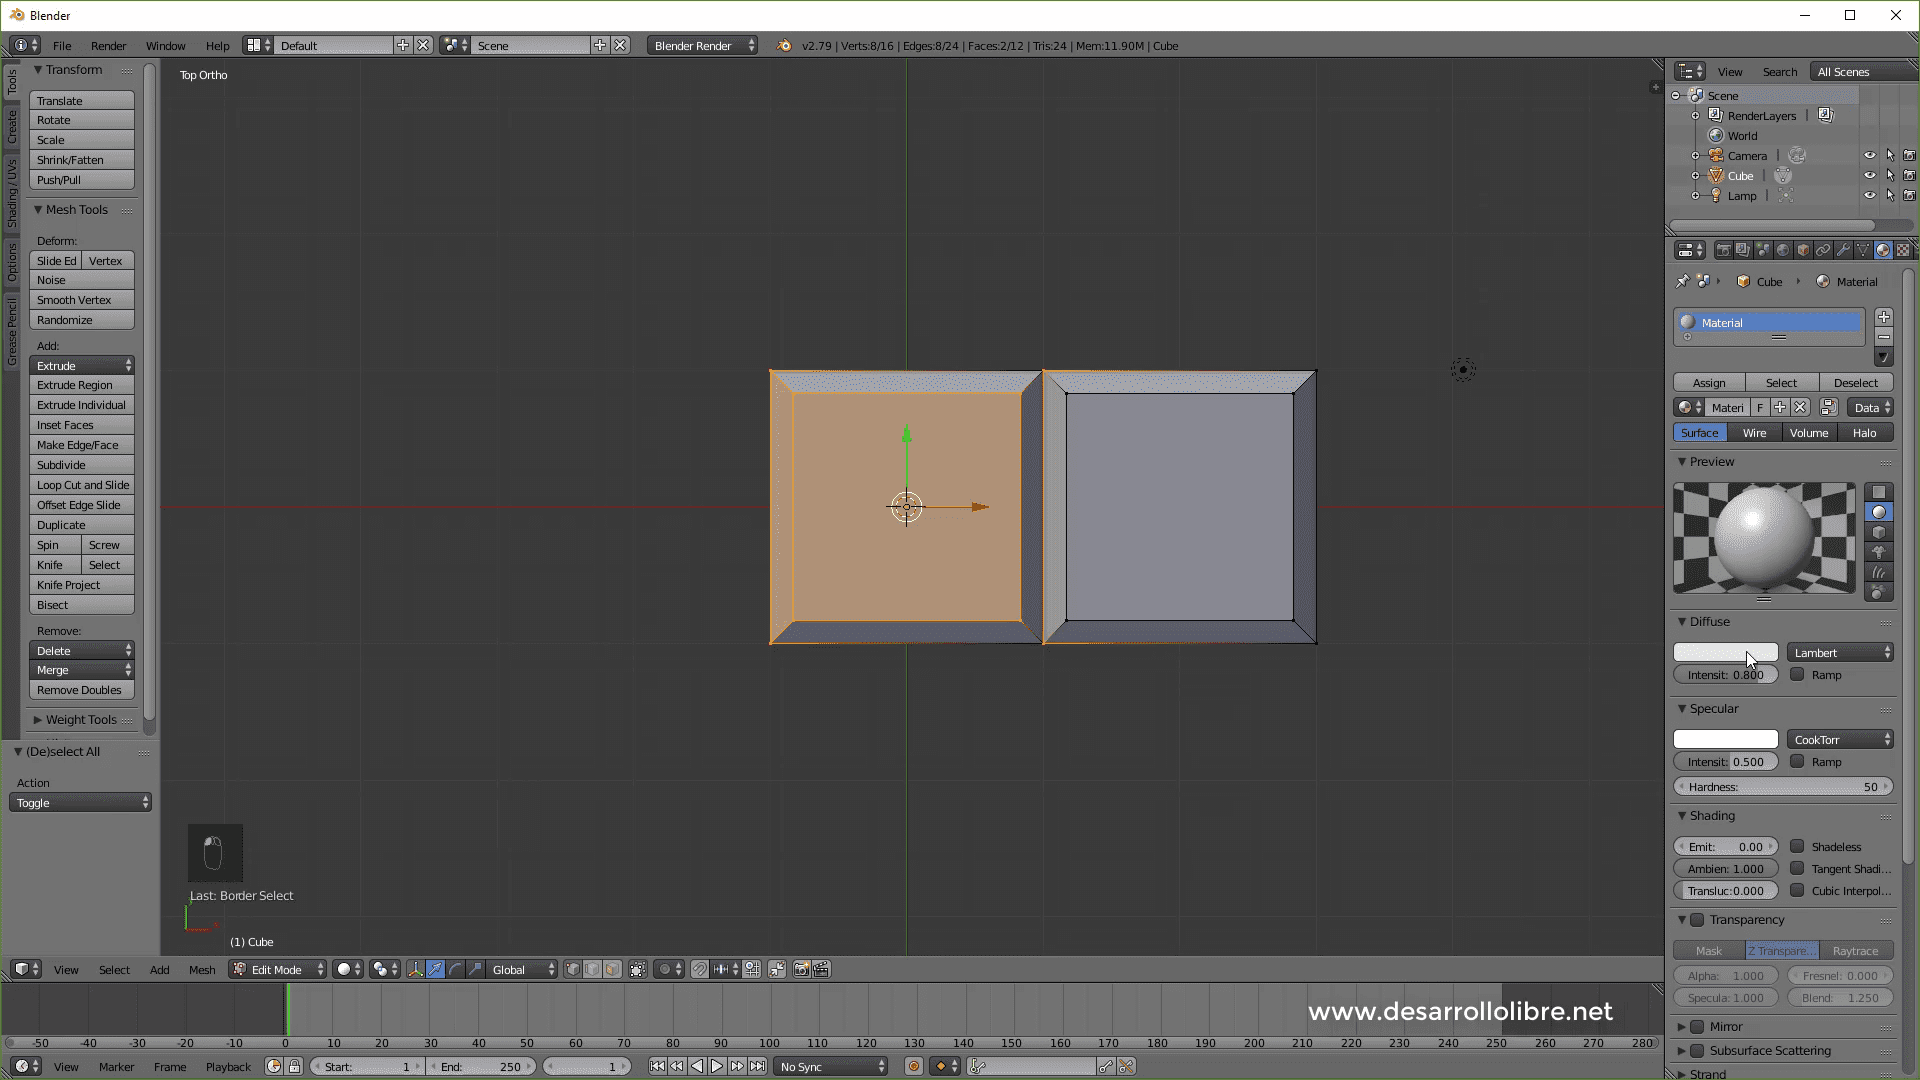 Blender
File Render Window Help Default Scene Blender Render v2.79 | Verts:8/16 | Edges:8/24 | Faces:2/12 | Tris:24 | Mem:11.90M | Cube
Tools
Create
Shading / UVs
Options
Grease Pencil
Transform
Translate
Rotate
Scale
Shrink/Fatten
Push/Pull
Mesh Tools
Deform:
Slide Ed Vertex
Noise
Smooth Vertex
Randomize
Add:
Extrude
Extrude Region
Extrude Individual
Inset Faces
Make Edge/Face
Subdivide
Loop Cut and Slide
Offset Edge Slide
Duplicate
Spin Screw
Knife Select
Knife Project
Bisect
Remove:
Delete
Merge
Remove Doubles
Weight Tools
(De)select All
Action
Toggle
Top Ortho
Last: Border Select
(1) Cube
View Search All Scenes
Scene
RenderLayers
World
Camera
Cube
Lamp
Cube Material
Material
Assign Select Deselect
Materi F Data
Surface Wire Volume Halo
Preview
Diffuse
Lambert
Intensit: 0.800 Ramp
Specular
CookTorr
Intensit: 0.500 Ramp
Hardness: 50
Shading
Emit: 0.00 Shadeless
Ambien: 1.000 Tangent Shadi...
Transluc:0.000 Cubic Interpol...
Transparency
Mask Z Transpare... Raytrace
Alpha: 1.000 Fresnel: 0.000
Specula: 1.000 Blend: 1.250
Mirror
Subsurface Scattering
Strand
View Select Add Mesh Edit Mode Global
www.desarrollolibre.net
-50 -40 -30 -20 -10 0 10 20 30 40 50 60 70 80 90 100 110 120 130 140 150 160 170 180 190 200 210 220 230 240 250 260 270 280
View Marker Frame Playback Start: 1 End: 250 1 No Sync